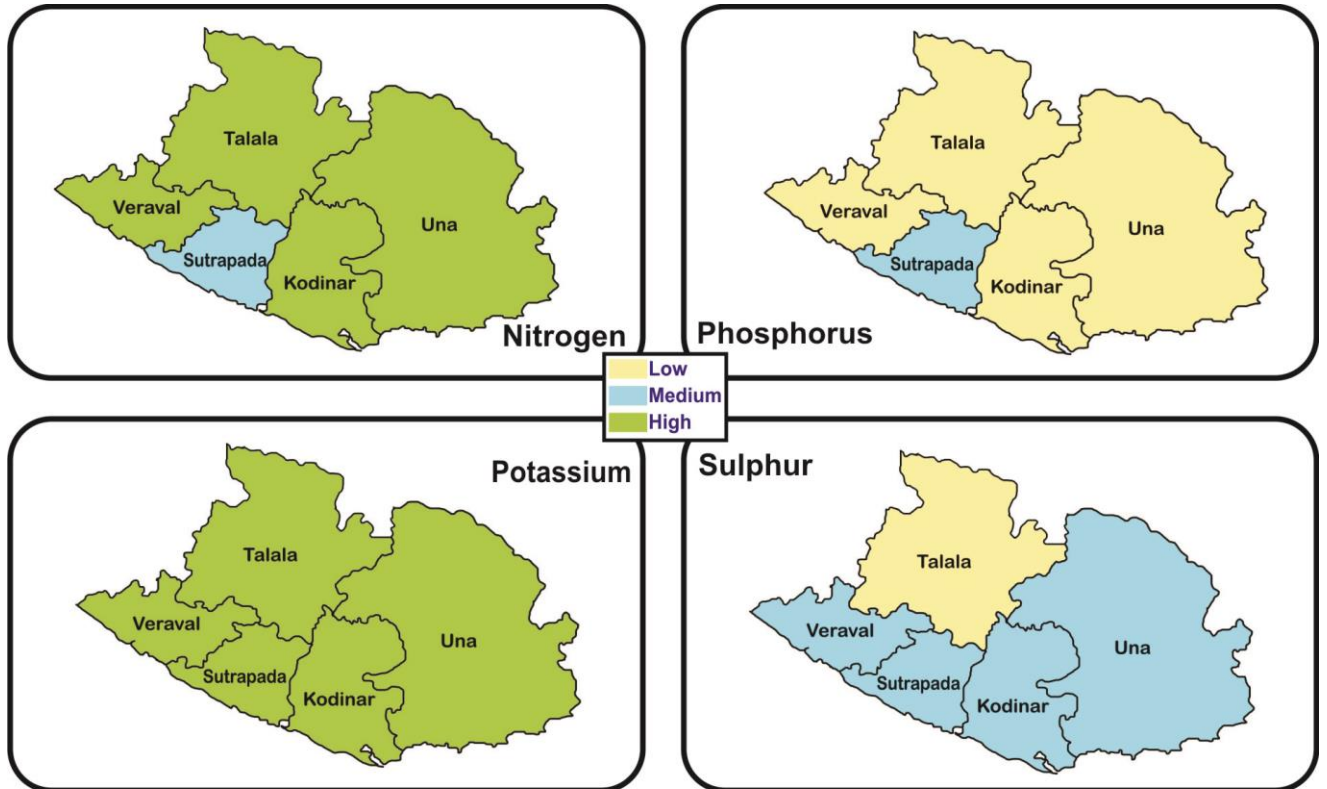 Talala
Veraval
Una
Sutrapada
Kodinar
Nitrogen
Talala
Veraval
Una
Sutrapada
Kodinar
Phosphorus
Low
Medium
High
Potassium
Talala
Veraval
Una
Sutrapada
Kodinar
Sulphur
Talala
Veraval
Una
Sutrapada
Kodinar